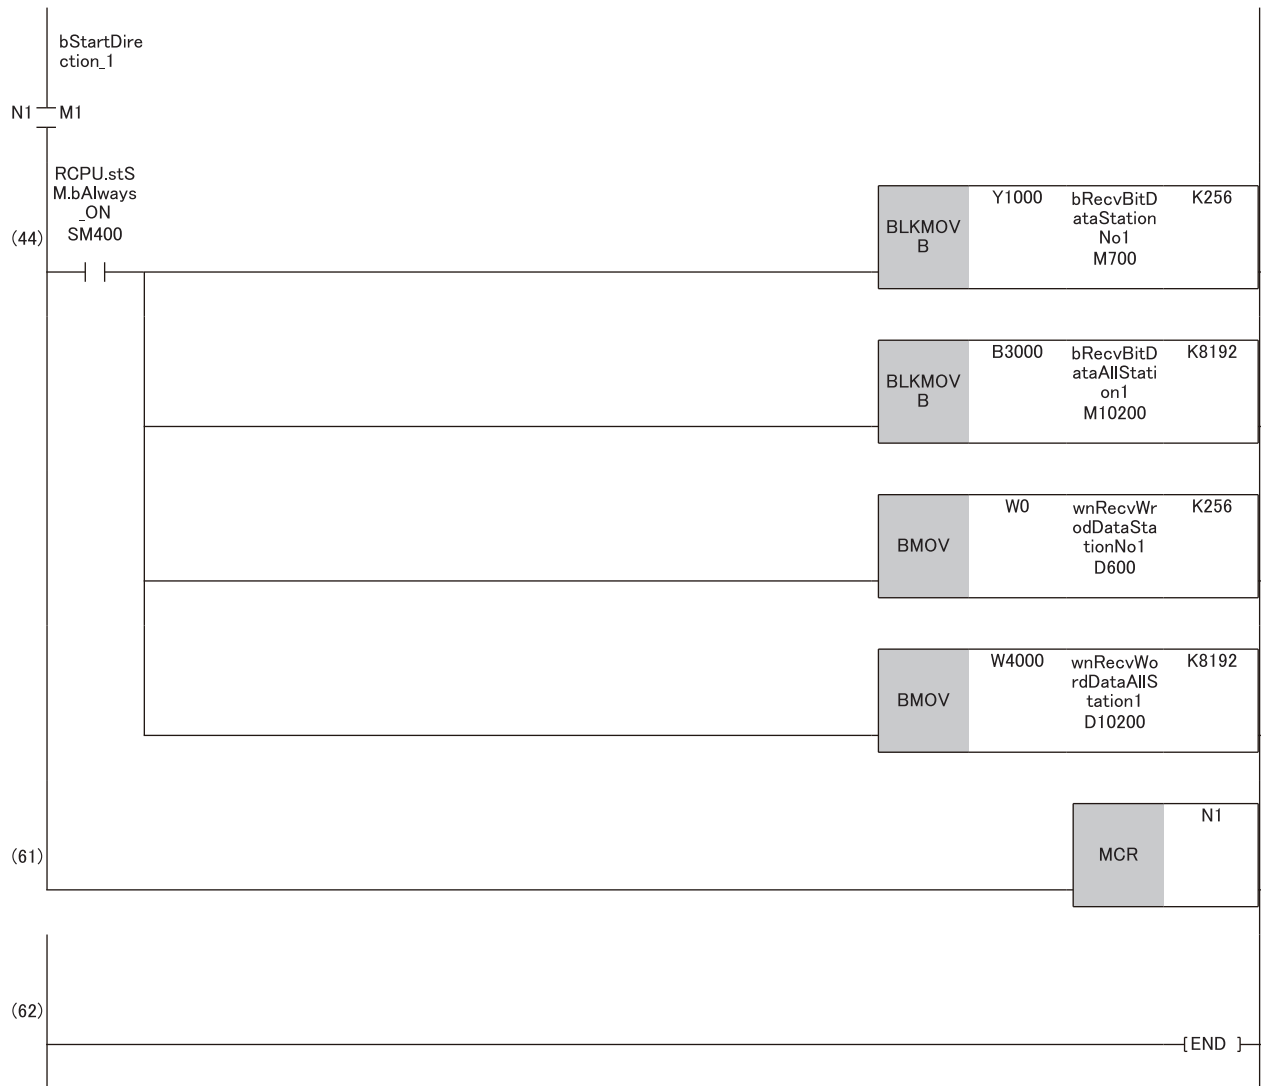 bStartDire
ction_1
N1 M1
RCPU.stS
M.bAlways
_ON
SM400
(44)
BLKMOV
B
Y1000
bRecvBitD
ataStation
No1
M700
K256
BLKMOV
B
B3000
bRecvBitD
ataAllStati
on1
M10200
K8192
BMOV
W0
wnRecvWr
odDataSta
tionNo1
D600
K256
BMOV
W4000
wnRecvWo
rdDataAllS
tation1
D10200
K8192
(61)
MCR
N1
(62)
[END ]